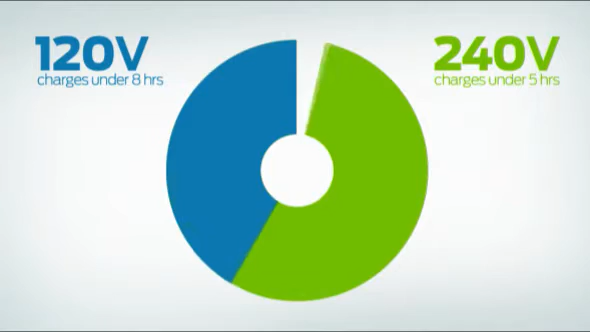 120V
charges under 8 hrs
240V
charges under 5 hrs